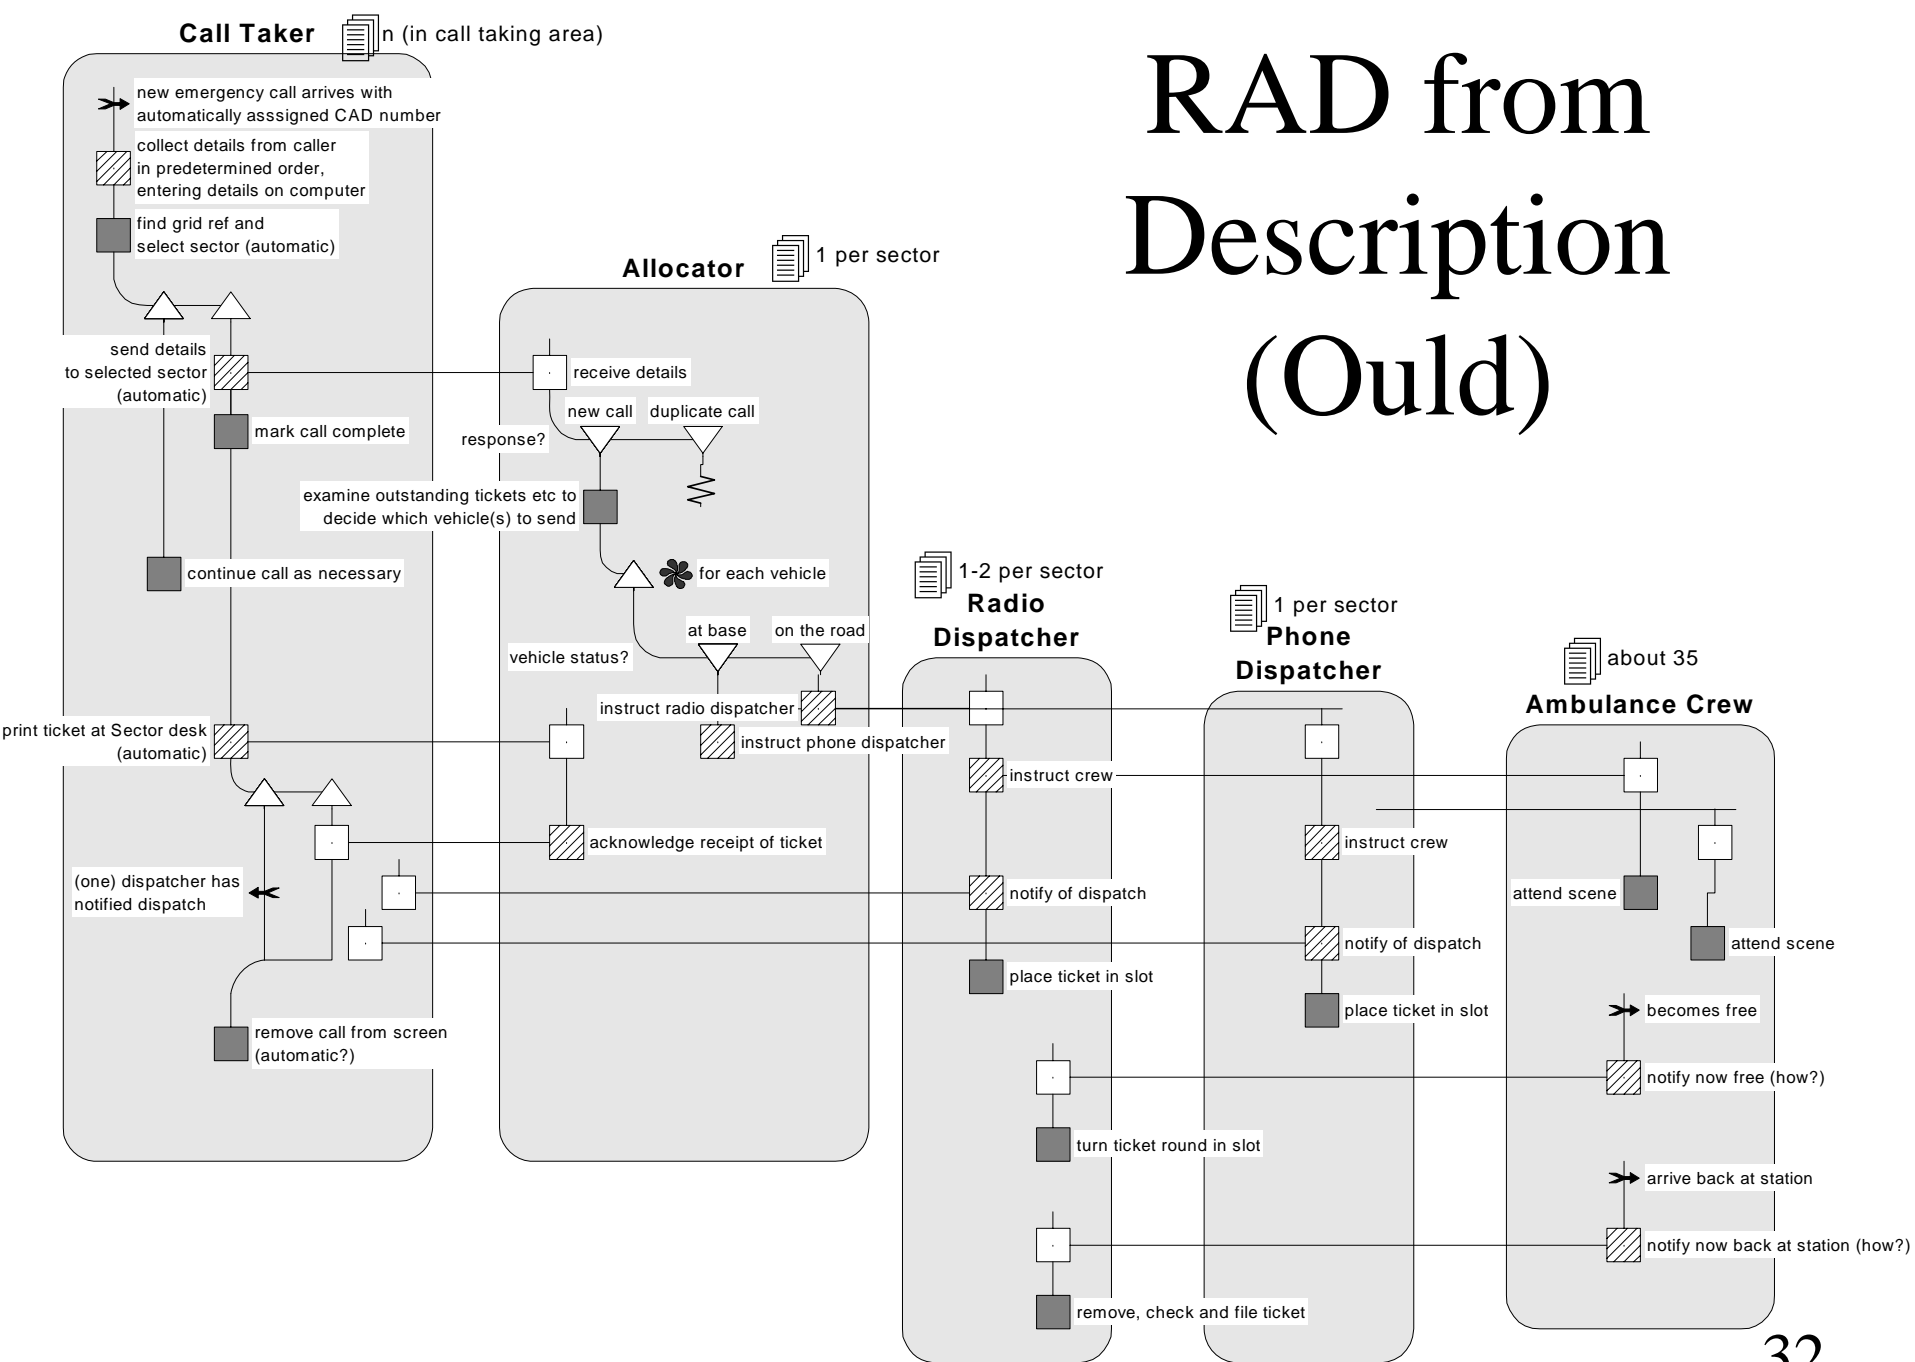 RAD from
Description
(Ould)
Call Taker
n (in call taking area)
new emergency call arrives with
automatically asssigned CAD number
collect details from caller
in predetermined order,
entering details on computer
find grid ref and
select sector (automatic)
send details
to selected sector
(automatic)
mark call complete
continue call as necessary
print ticket at Sector desk
(automatic)
(one) dispatcher has
notified dispatch
remove call from screen
(automatic?)
Allocator
1 per sector
receive details
new call
duplicate call
response?
examine outstanding tickets etc to
decide which vehicle(s) to send
for each vehicle
at base
on the road
vehicle status?
instruct radio dispatcher
instruct phone dispatcher
acknowledge receipt of ticket
1-2 per sector
Radio
Dispatcher
instruct crew
notify of dispatch
place ticket in slot
turn ticket round in slot
remove, check and file ticket
1 per sector
Phone
Dispatcher
instruct crew
notify of dispatch
place ticket in slot
about 35
Ambulance Crew
attend scene
attend scene
becomes free
notify now free (how?)
arrive back at station
notify now back at station (how?)
32